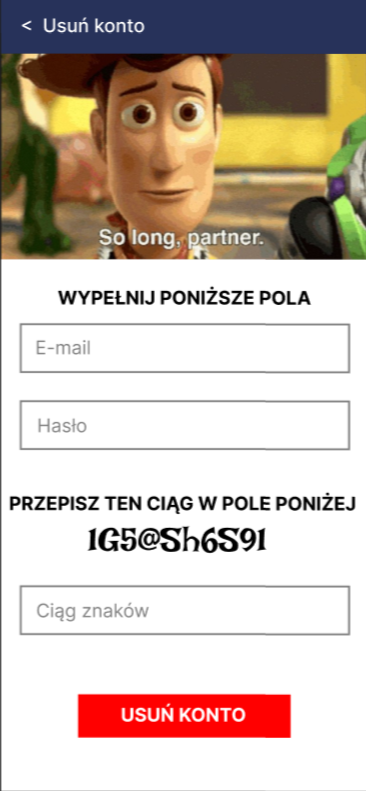 < Usuń konto
So long, partner.
WYPEŁNIJ PONIŻSZE POLA
E-mail
Hasło
PRZEPISZ TEN CIĄG W POLE PONIŻEJ
1G5@Sh6S91
Ciąg znaków
USUŃ KONTO